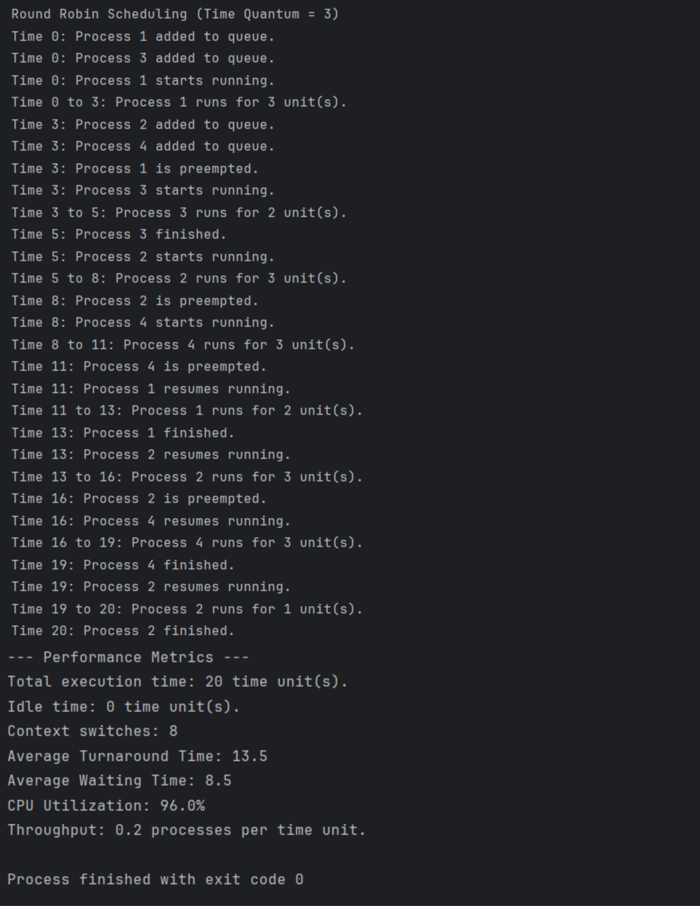 Round Robin Scheduling (Time Quantum = 3)
Time 0: Process 1 added to queue.
Time 0: Process 3 added to queue.
Time 0: Process 1 starts running.
Time 0 to 3: Process 1 runs for 3 unit(s).
Time 3: Process 2 added to queue.
Time 3: Process 4 added to queue.
Time 3: Process 1 is preempted.
Time 3: Process 3 starts running.
Time 3 to 5: Process 3 runs for 2 unit(s).
Time 5: Process 3 finished.
Time 5: Process 2 starts running.
Time 5 to 8: Process 2 runs for 3 unit(s).
Time 8: Process 2 is preempted.
Time 8: Process 4 starts running.
Time 8 to 11: Process 4 runs for 3 unit(s).
Time 11: Process 4 is preempted.
Time 11: Process 1 resumes running.
Time 11 to 13: Process 1 runs for 2 unit(s).
Time 13: Process 1 finished.
Time 13: Process 2 resumes running.
Time 13 to 16: Process 2 runs for 3 unit(s).
Time 16: Process 2 is preempted.
Time 16: Process 4 resumes running.
Time 16 to 19: Process 4 runs for 3 unit(s).
Time 19: Process 4 finished.
Time 19: Process 2 resumes running.
Time 19 to 20: Process 2 runs for 1 unit(s).
Time 20: Process 2 finished.
--- Performance Metrics ---
Total execution time: 20 time unit(s).
Idle time: 0 time unit(s).
Context switches: 8
Average Turnaround Time: 13.5
Average Waiting Time: 8.5
CPU Utilization: 96.0%
Throughput: 0.2 processes per time unit.
Process finished with exit code 0